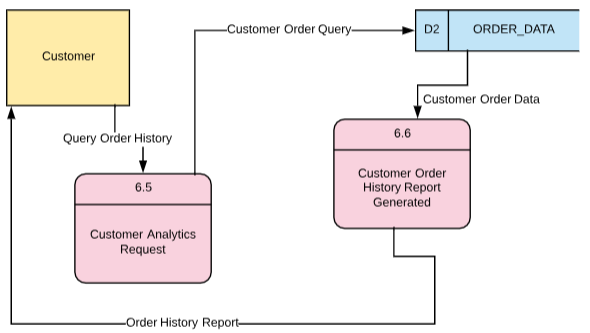 Customer Order Query
D2
ORDER_DATA
Customer
Customer Order Data
Query Order History
6.6
6.5
Customer Order
History Report
Generated
Customer Analytics
Request
Order History Report